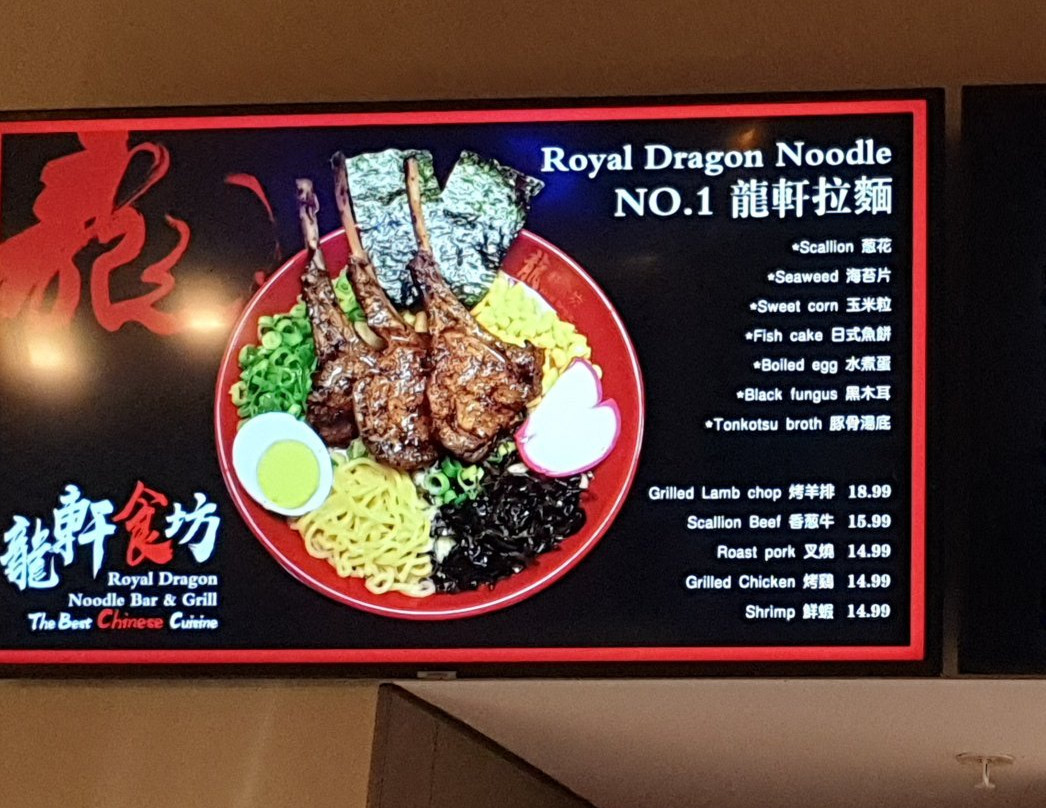 龍
Royal Dragon Noodle
NO.1 龍軒拉麵
*Scallion 葱花
*Seaweed 海苔片
*Sweet corn 玉米粒
*Fish cake 日式魚餅
*Boiled egg 水煮蛋
*Black fungus 黑木耳
*Tonkotsu broth 豚骨湯底
Grilled Lamb chop 烤羊排 18.99
Scallion Beef 香葱牛 15.99
Roast pork 叉燒 14.99
Grilled Chicken 烤鷄 14.99
Shrimp 鮮蝦 14.99
龍軒食坊
Royal Dragon
Noodle Bar & Grill
The Best Chinese Cuisine